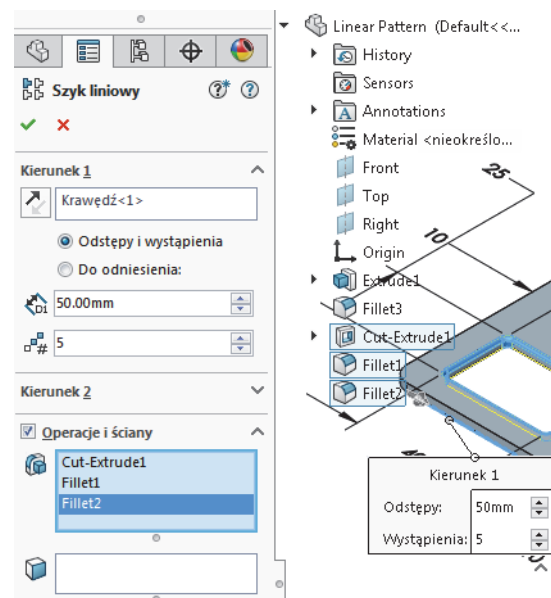 Szyk liniowy
Kierunek 1
Krawędź<1>
Odstępy i wystąpienia
Do odniesienia:
D1
50.00mm
#
5
Kierunek 2
Operacje i ściany
Cut-Extrude1
Fillet1
Fillet2
Linear Pattern (Default<<...
History
Sensors
A
Annotations
Material <nieokreślo...
Front
Top
Right
Origin
Extrude1
Fillet3
Cut-Extrude1
Fillet1
Fillet2
25
10
Kierunek 1
Odstępy: 50mm
Wystąpienia: 5